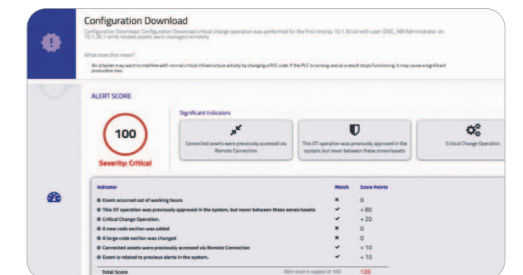 Configuration Download
Configuration Download: Configuration Download critical change operation was performed for the first time by 10.1.30.40 with user ENG_AB\Administrator on
10.1.30.1 while related assets were managed remotely
What does this mean?
An attacker may want to interfere with normal critical infrastructure activity by changing a PLC code. If the PLC is running and as a result stops functioning, it may cause a significant
production loss.
ALERT SCORE
100
Severity: Critical
Significant Indicators
Connected assets were previously accessed via
Remote Connection
This OT operation was previously approved in the
system, but never between these zones/assets
Critical Change Operation.
Indicator Match Score Points
Event occurred out of working hours ✖ 0
This OT operation was previously approved in the system, but never between these zones/assets ✔ + 80
Critical Change Operation. ✔ + 20
A new code section was added ✖ 0
A large code section was changed ✖ 0
Connected assets were previously accessed via Remote Connection ✔ + 10
Event is related to previous alerts in the system. ✔ + 10
Total Score Alert score is capped at 100 120